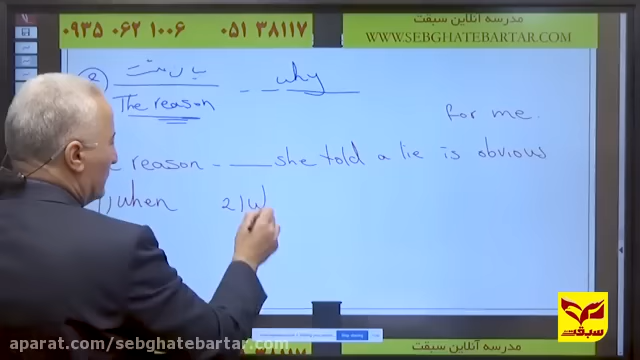 مدرسه آنلاین سبقت
۰۹۳۵ ۰۶۲ ۱۰۰۶ ۰۵۱ ۳۸۱۱۷
WWW.SEBGHATEBARTAR.COM
why
The reason
for me.
reason - ___ she told a lie is obvious
1) when 2) w
سبقت
مدرسه آنلاین سبقت
aparat.com/sebghatebartar.com